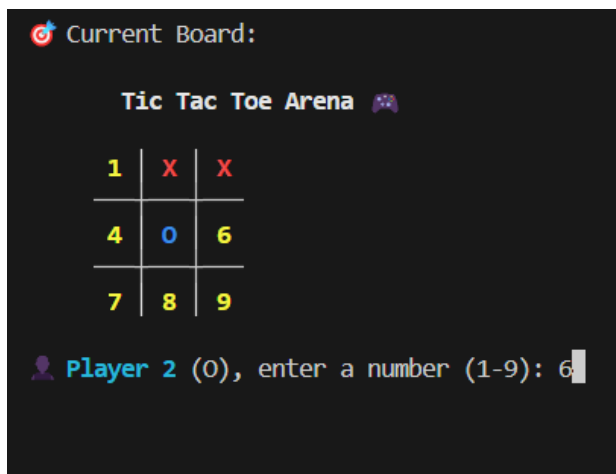 🎯 Current Board:
Tic Tac Toe Arena 🎮
1 X X
4 O 6
7 8 9
👤 Player 2 (O), enter a number (1-9): 6